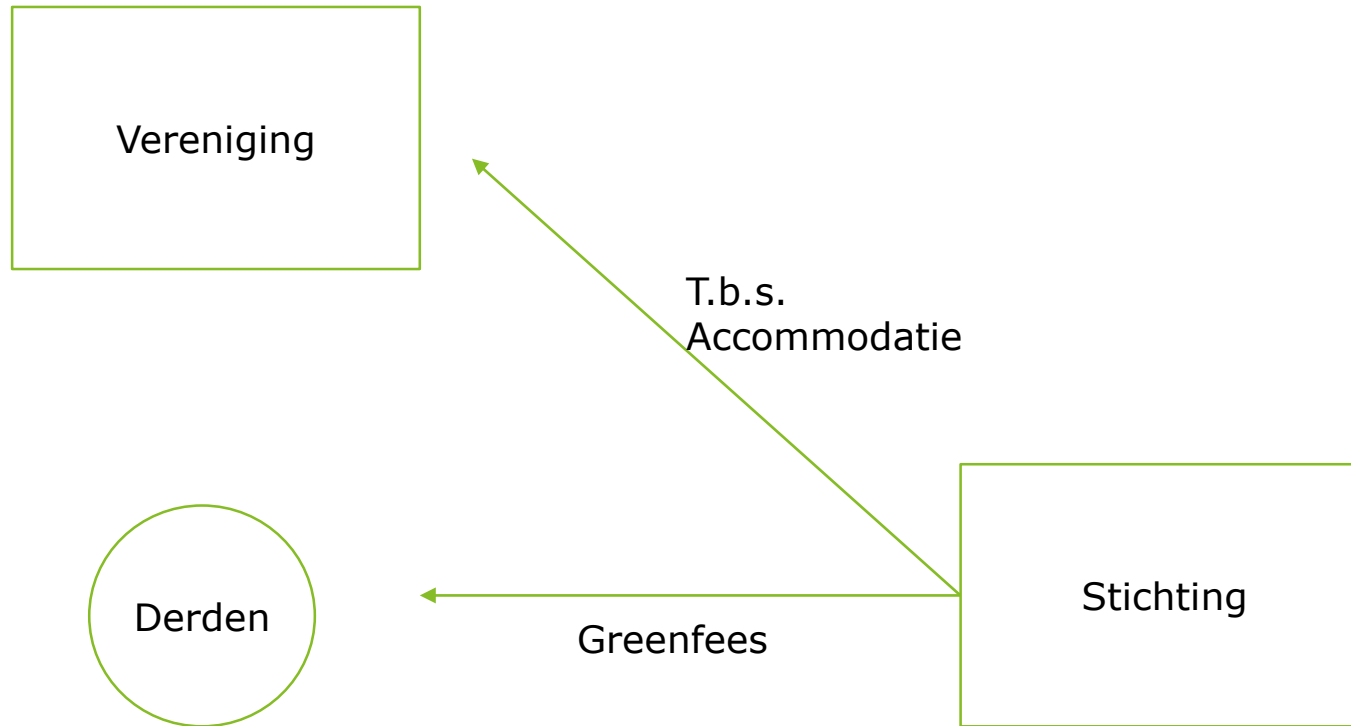 Vereniging
T.b.s.
Accommodatie
Derden
Greenfees
Stichting